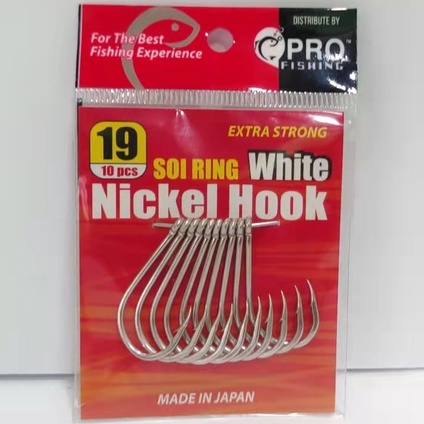 For The Best
Fishing Experience
DISTRIBUTE BY
PRO
FISHING
™
EXTRA STRONG
19
10 pcs
SOI RING White
Nickel Hook
MADE IN JAPAN